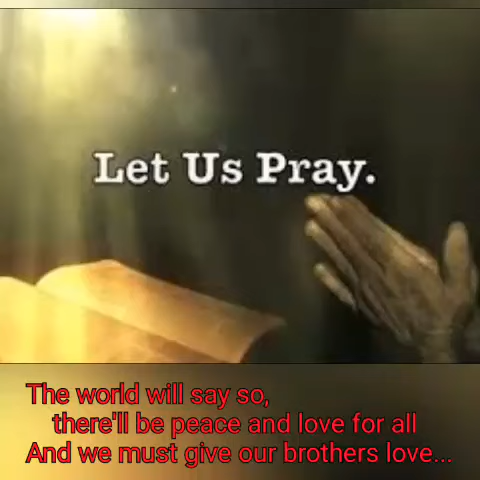 Let Us Pray.
The world will say so,
there'll be peace and love for all
And we must give our brothers love...